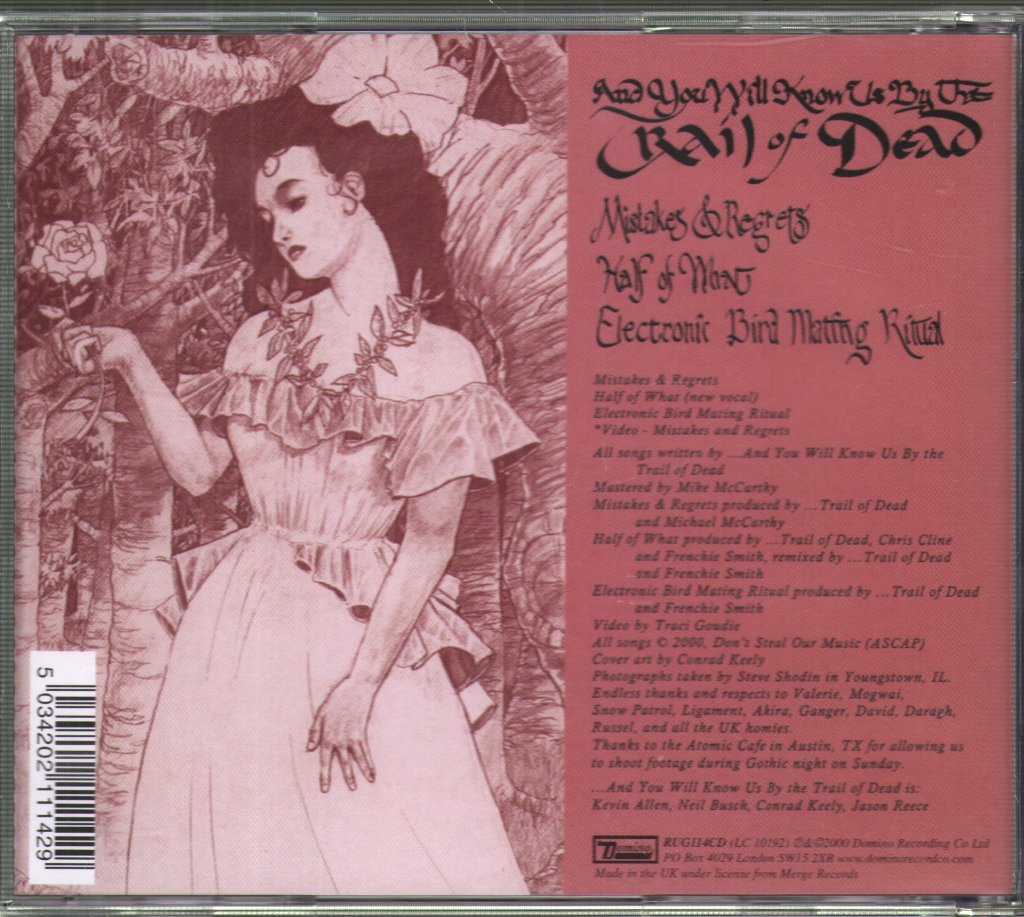 And You Will Know Us By The
Trail of Dead
Mistakes & Regrets
Half of What
Electronic Bird Mating Ritual
Mistakes & Regrets
Half of What (new vocal)
Electronic Bird Mating Ritual
*Video - Mistakes and Regrets
All songs written by ...And You Will Know Us By the
Trail of Dead
Mastered by Mike McCarthy
Mistakes & Regrets produced by ...Trail of Dead
and Michael McCarthy
Half of What produced by ...Trail of Dead, Chris Cline
and Frenchie Smith, remixed by ...Trail of Dead
and Frenchie Smith
Electronic Bird Mating Ritual produced by ...Trail of Dead
and Frenchie Smith
Video by Traci Goudie
All songs © 2000, Don't Steal Our Music (ASCAP)
Cover art by Conrad Keely
Photographs taken by Steve Shodin in Youngstown, IL.
Endless thanks and respects to Valerie, Mogwai,
Snow Patrol, Ligament, Akira, Ganger, David, Daragh,
Russel, and all the UK homies.
Thanks to the Atomic Cafe in Austin, TX for allowing us
to shoot footage during Gothic night on Sunday.
...And You Will Know Us By the Trail of Dead is:
Kevin Allen, Neil Busch, Conrad Keely, Jason Reece
Domino
RUG114CD (LC 10192) ℗&©2000 Domino Recording Co Ltd
PO Box 4029 London SW15 2XR www.dominorecordco.com
Made in the UK under license from Merge Records
5 034202 111429